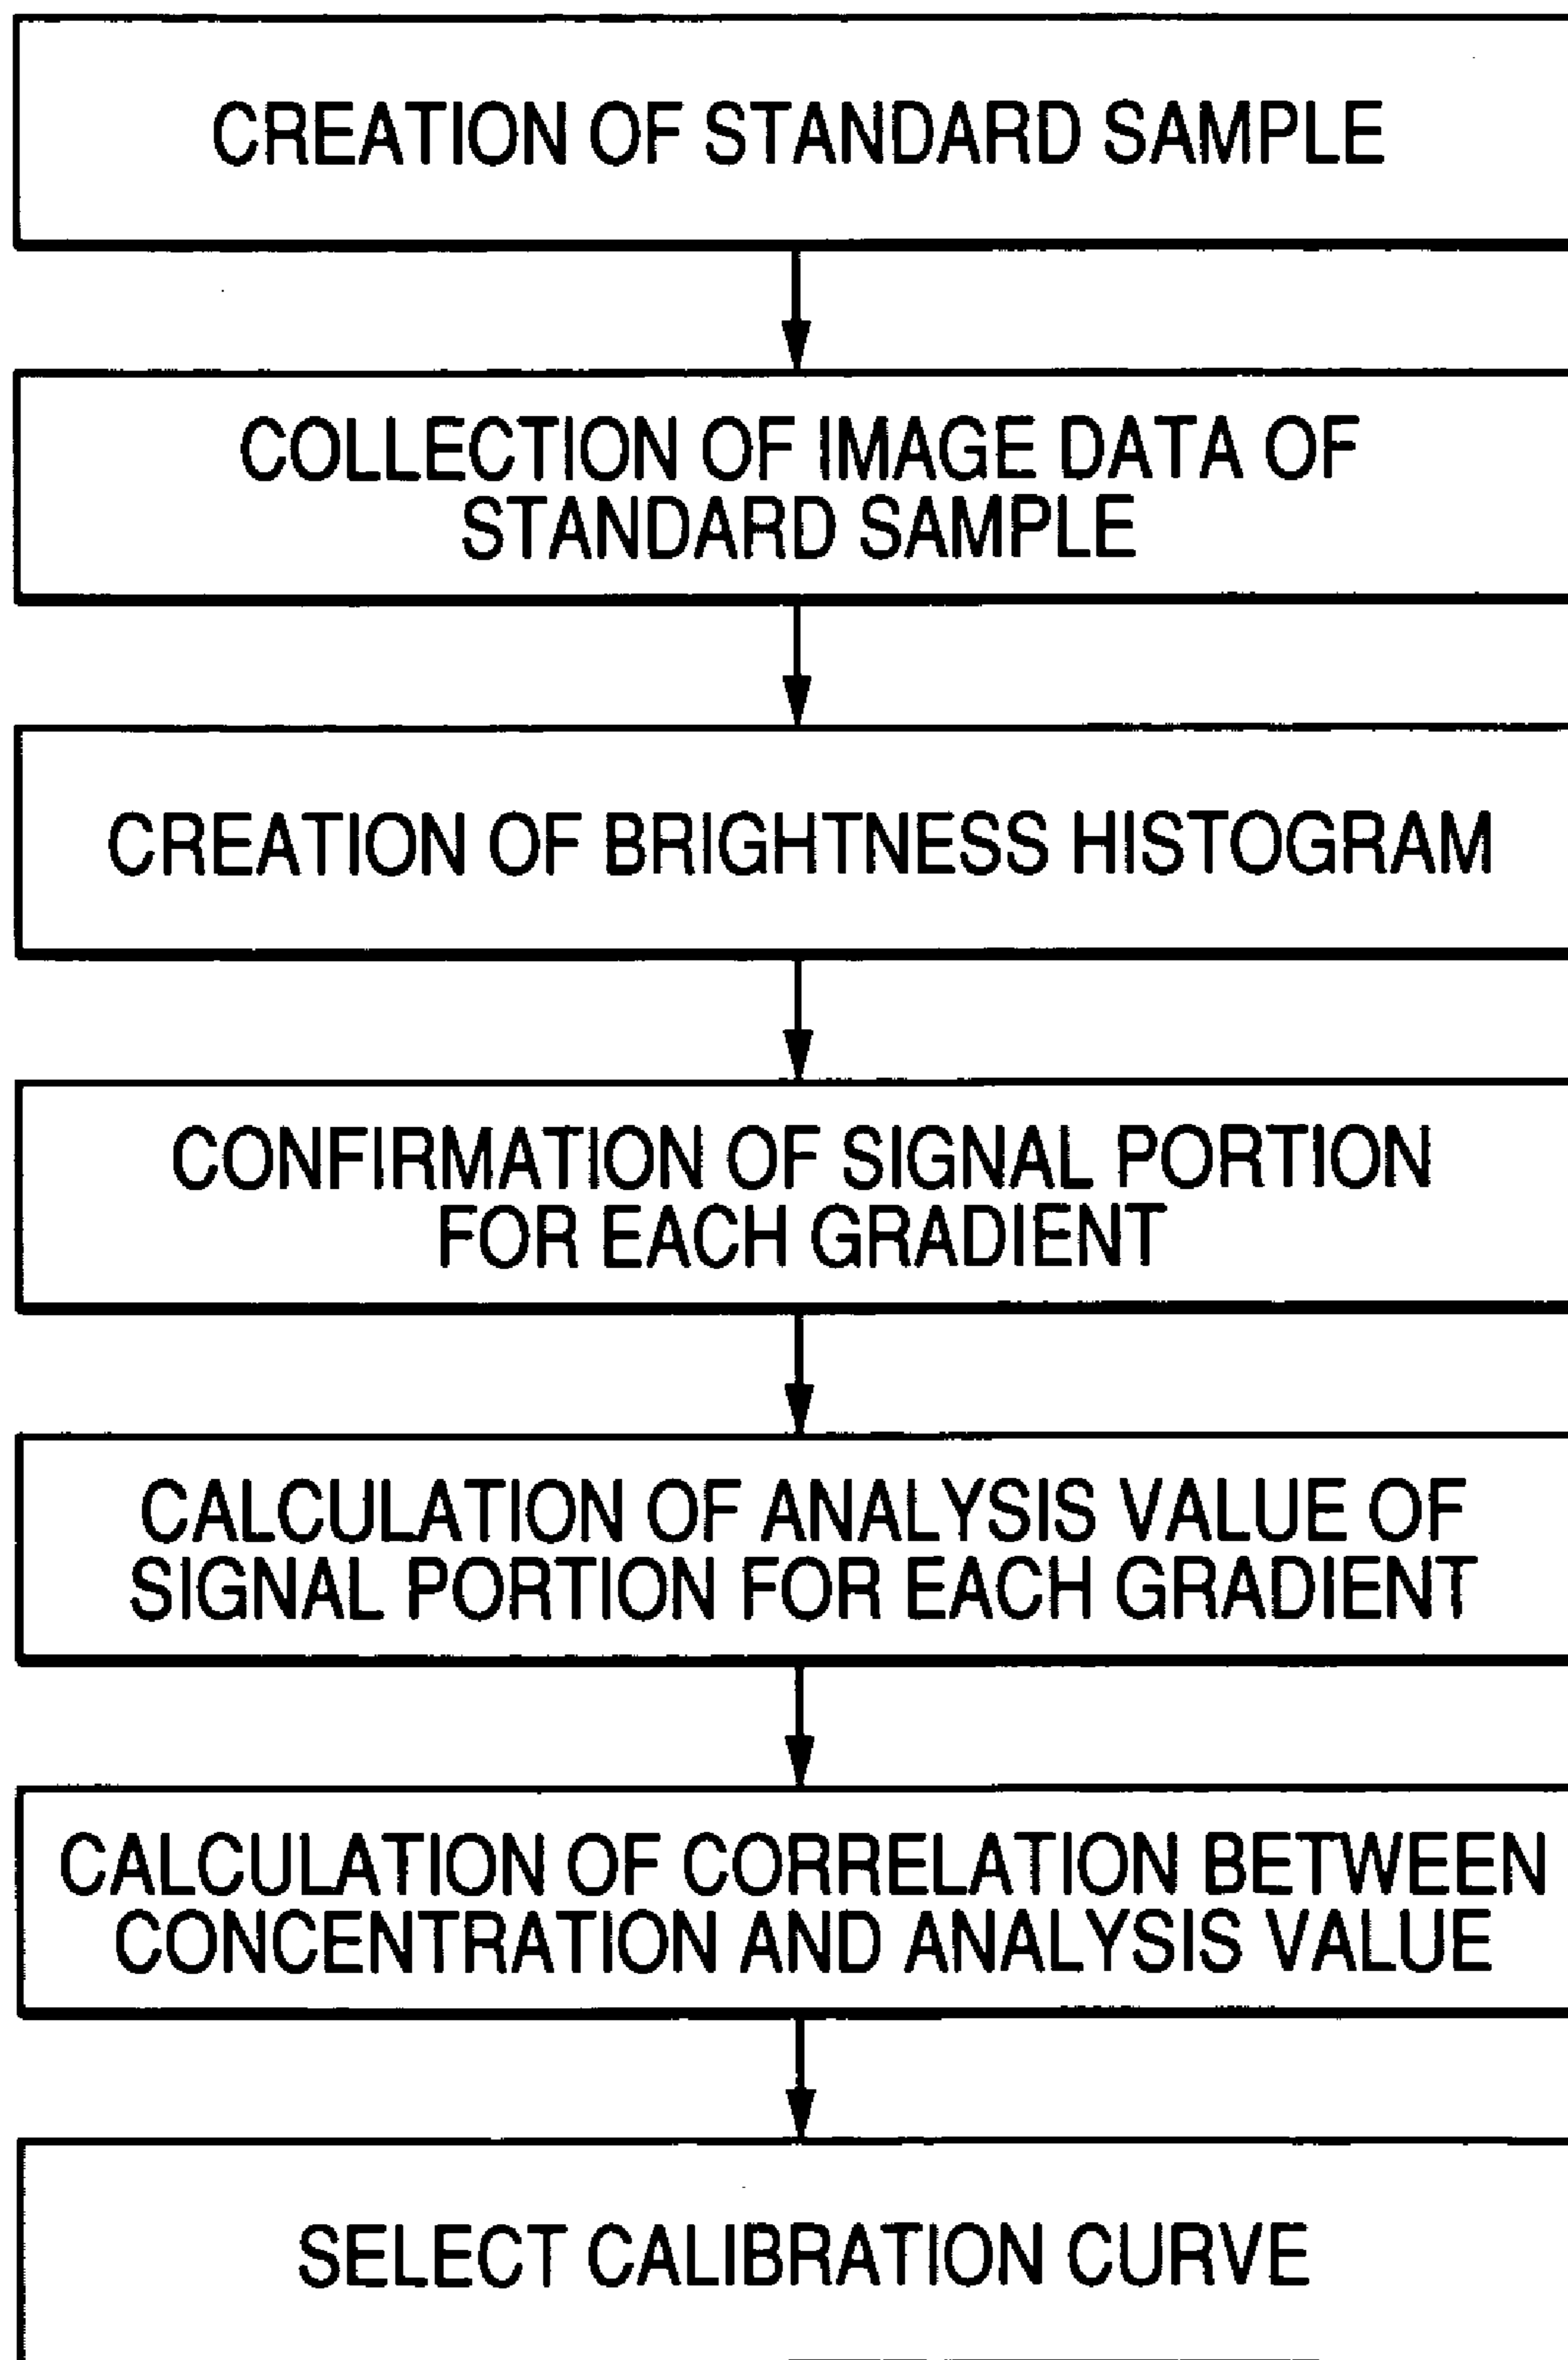 CREATION OF STANDARD SAMPLE
COLLECTION OF IMAGE DATA OF
STANDARD SAMPLE
CREATION OF BRIGHTNESS HISTOGRAM
CONFIRMATION OF SIGNAL PORTION
FOR EACH GRADIENT
CALCULATION OF ANALYSIS VALUE OF
SIGNAL PORTION FOR EACH GRADIENT
CALCULATION OF CORRELATION BETWEEN
CONCENTRATION AND ANALYSIS VALUE
SELECT CALIBRATION CURVE